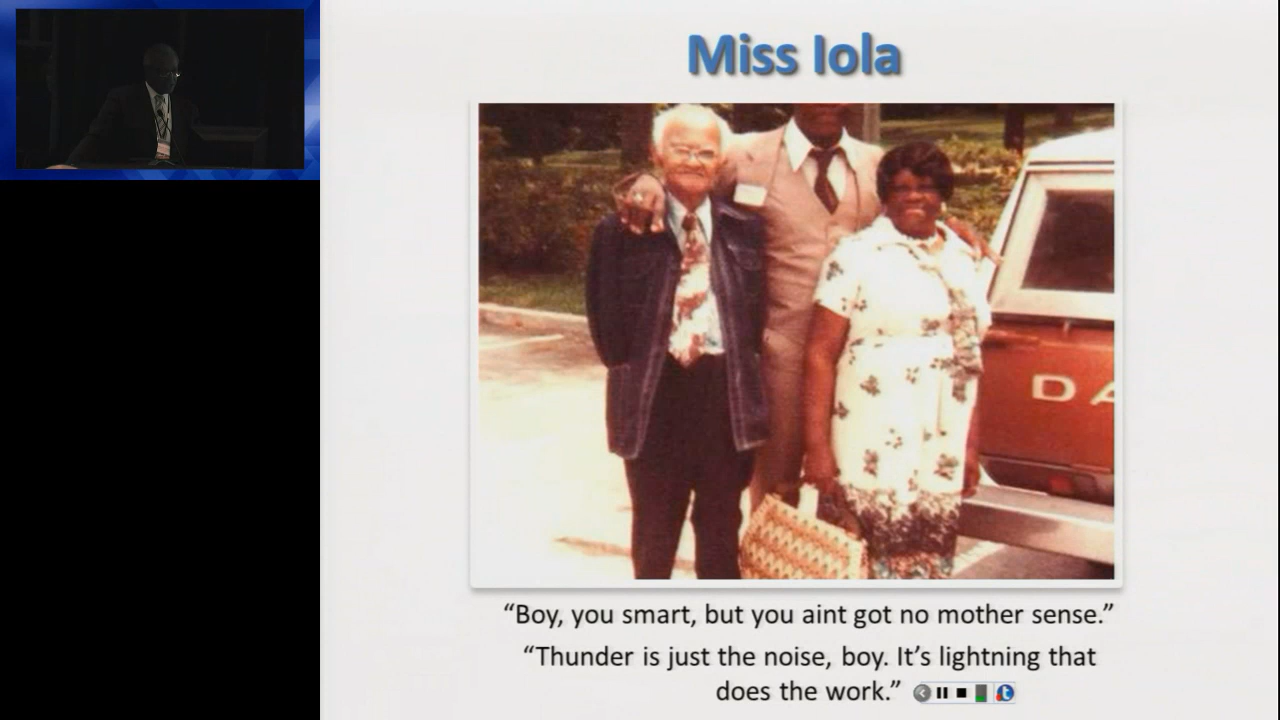 Miss Iola
DA
“Boy, you smart, but you aint got no mother sense.”
“Thunder is just the noise, boy. It’s lightning that
does the work.”